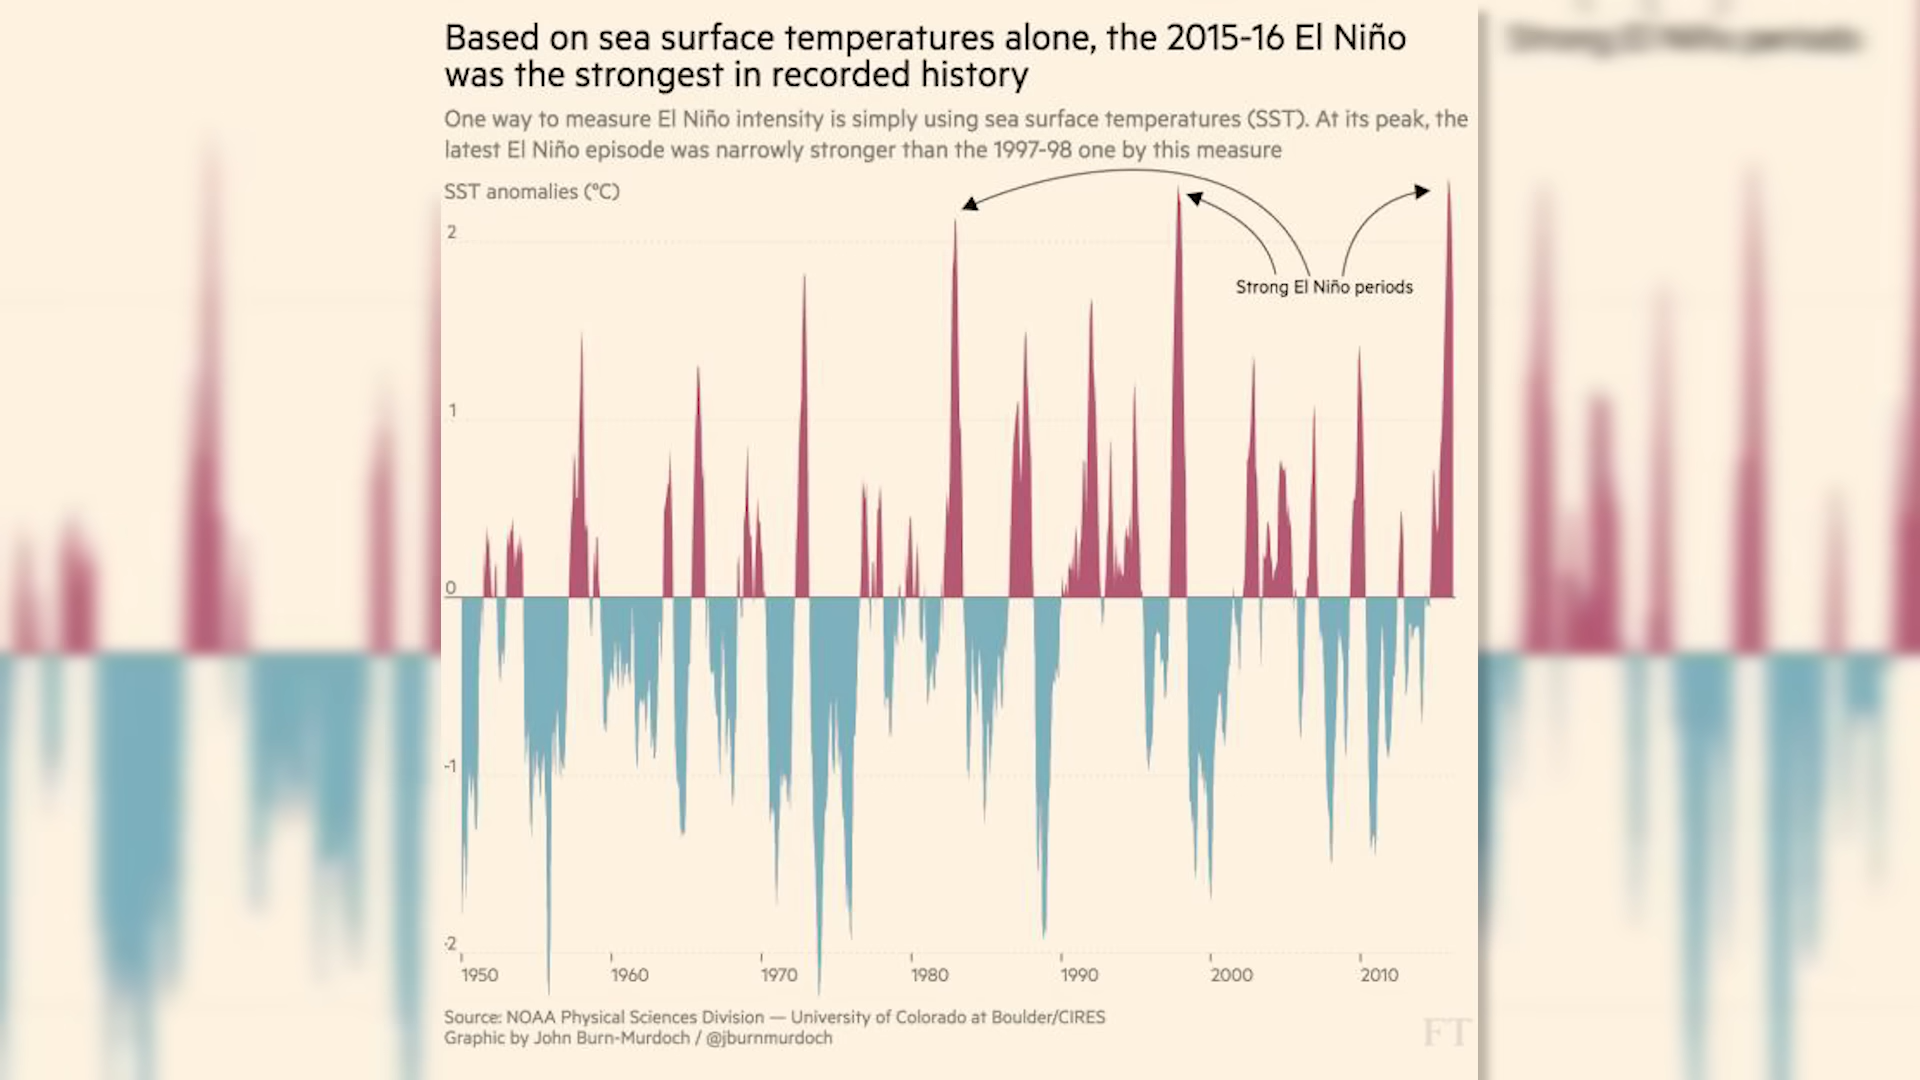 Based on sea surface temperatures alone, the 2015-16 El Niño
was the strongest in recorded history
One way to measure El Niño intensity is simply using sea surface temperatures (SST). At its peak, the
latest El Niño episode was narrowly stronger than the 1997-98 one by this measure
SST anomalies (°C)
2
Strong El Niño periods
1
0
-1
-2
1950 1960 1970 1980 1990 2000 2010
Source: NOAA Physical Sciences Division — University of Colorado at Boulder/CIRES
Graphic by John Burn-Murdoch / @jburnmurdoch
FT
Strong El Niño periods